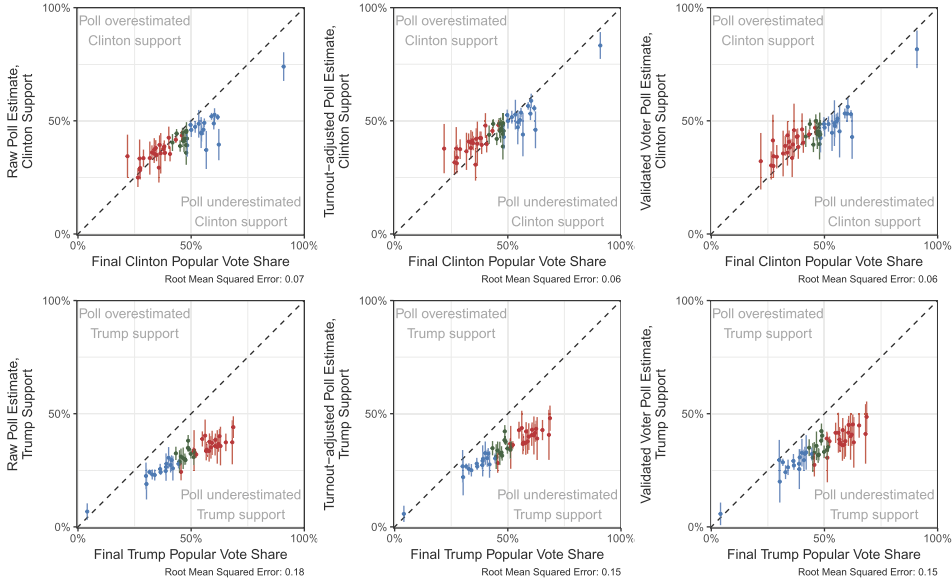 Raw Poll Estimate,
Clinton Support
100%
50%
0%
Poll overestimated
Clinton support
Poll underestimated
Clinton support
0%
50%
100%
Final Clinton Popular Vote Share
Root Mean Squared Error: 0.07
Turnout-adjusted Poll Estimate,
Clinton Support
100%
50%
0%
Poll overestimated
Clinton support
Poll underestimated
Clinton support
0%
50%
100%
Final Clinton Popular Vote Share
Root Mean Squared Error: 0.06
Validated Voter Poll Estimate,
Clinton Support
100%
50%
0%
Poll overestimated
Clinton support
Poll underestimated
Clinton support
0%
50%
100%
Final Clinton Popular Vote Share
Root Mean Squared Error: 0.06
Raw Poll Estimate,
Trump Support
100%
50%
0%
Poll overestimated
Trump support
Poll underestimated
Trump support
0%
50%
100%
Final Trump Popular Vote Share
Root Mean Squared Error: 0.18
Turnout-adjusted Poll Estimate,
Trump Support
100%
50%
0%
Poll overestimated
Trump support
Poll underestimated
Trump support
0%
50%
100%
Final Trump Popular Vote Share
Root Mean Squared Error: 0.15
Validated Voter Poll Estimate,
Trump Support
100%
50%
0%
Poll overestimated
Trump support
Poll underestimated
Trump support
0%
50%
100%
Final Trump Popular Vote Share
Root Mean Squared Error: 0.15